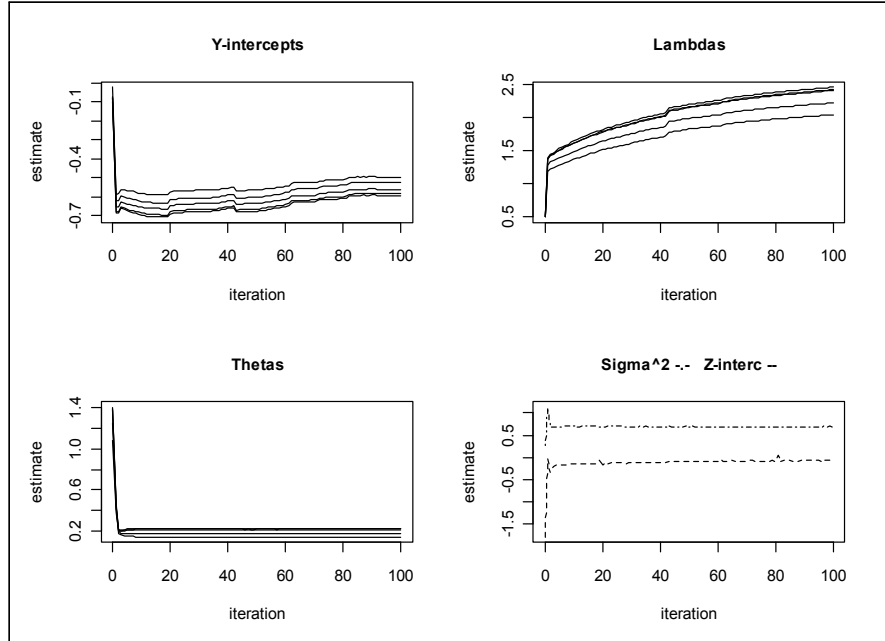 Y-intercepts
estimate
-0.1
-0.4
-0.7
0 20 40 60 80 100
iteration
Lambdas
estimate
2.5
1.5
0.5
0 20 40 60 80 100
iteration
Thetas
estimate
1.4
1.0
0.6
0.2
0 20 40 60 80 100
iteration
Sigma^2 -.- Z-interc --
estimate
0.5
-0.5
-1.5
0 20 40 60 80 100
iteration